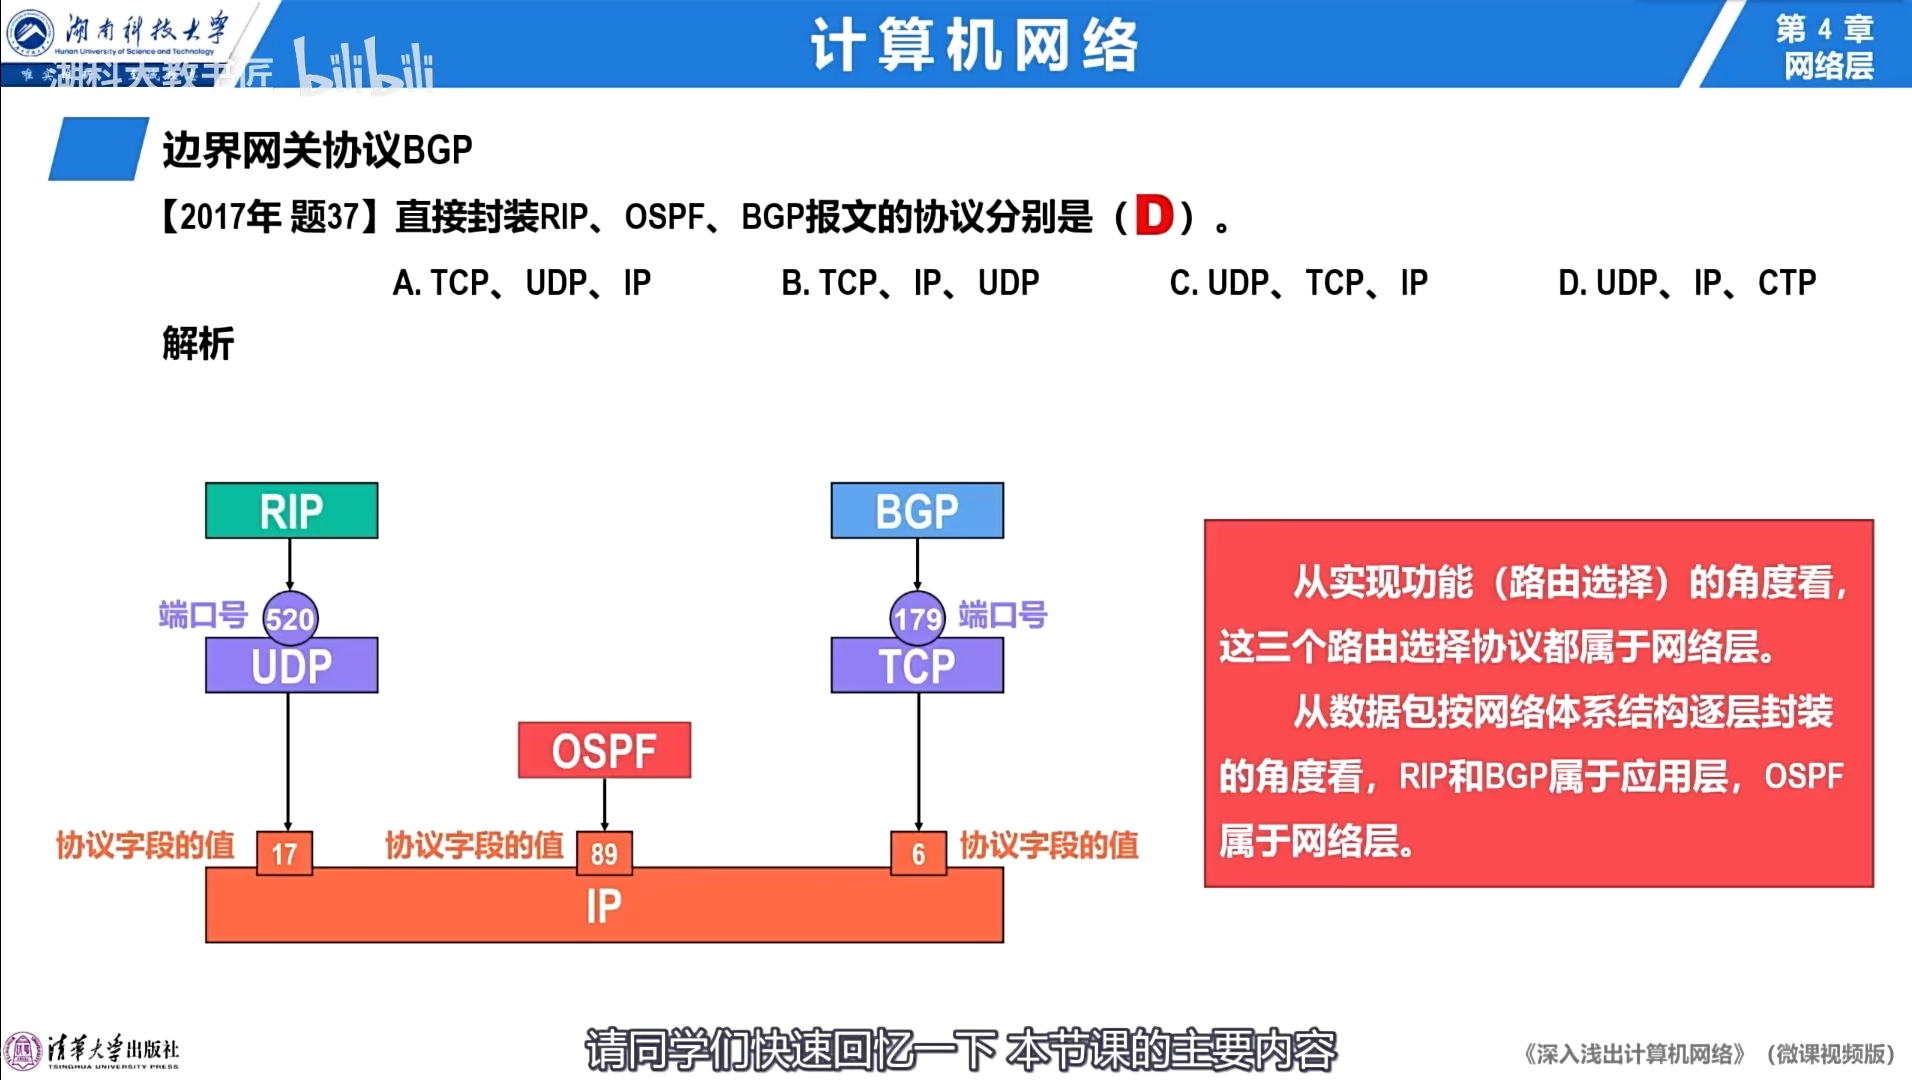 湖南科技大学
Hunan University of Science and Technology
湖科大教书匠 bilibili
计算机网络
第 4 章
网络层
边界网关协议BGP
【2017年 题37】直接封装RIP、OSPF、BGP报文的协议分别是（D）。
A. TCP、UDP、IP B. TCP、IP、UDP C. UDP、TCP、IP D. UDP、IP、CTP
解析
RIP BGP
端口号 520 179 端口号
UDP TCP
OSPF
协议字段的值 17 协议字段的值 89 6 协议字段的值
IP
从实现功能（路由选择）的角度看，
这三个路由选择协议都属于网络层。
从数据包按网络体系结构逐层封装
的角度看，RIP和BGP属于应用层，OSPF
属于网络层。
请同学们快速回忆一下 本节课的主要内容
清华大学出版社
TSINGHUA UNIVERSITY PRESS
《深入浅出计算机网络》（微课视频版）